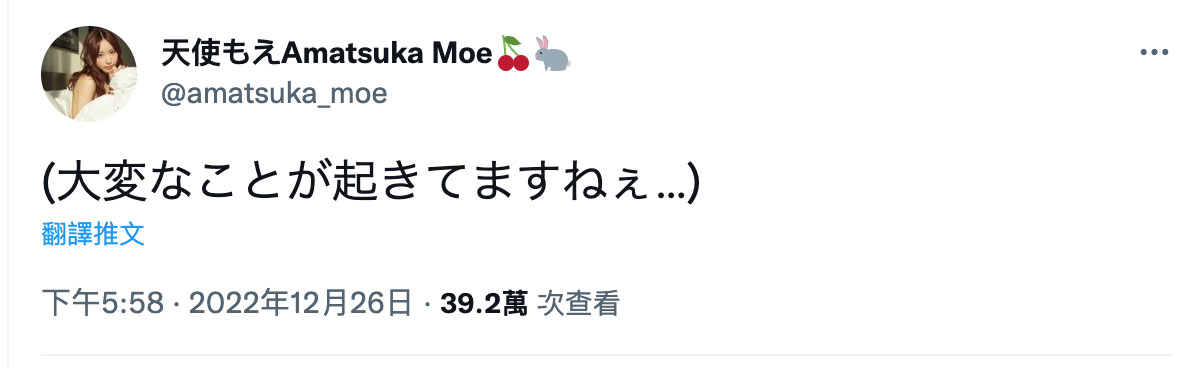 天使もえAmatsuka Moe🍒🐇
@amatsuka_moe
(大変なことが起きてますねぇ...)
翻譯推文
下午5:58 · 2022年12月26日 · 39.2萬 次查看